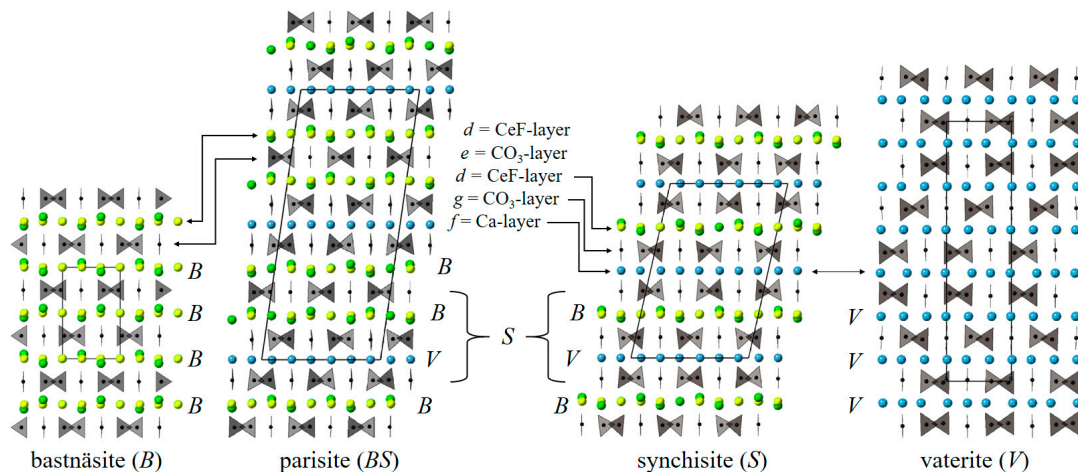 d = CeF-layer
e = CO₃-layer
d = CeF-layer
g = CO₃-layer
f = Ca-layer
B
B
B
B
bastnäsite (B)
B
B
V
B
parisite (BS)
S
B
V
B
synchisite (S)
V
V
V
vaterite (V)